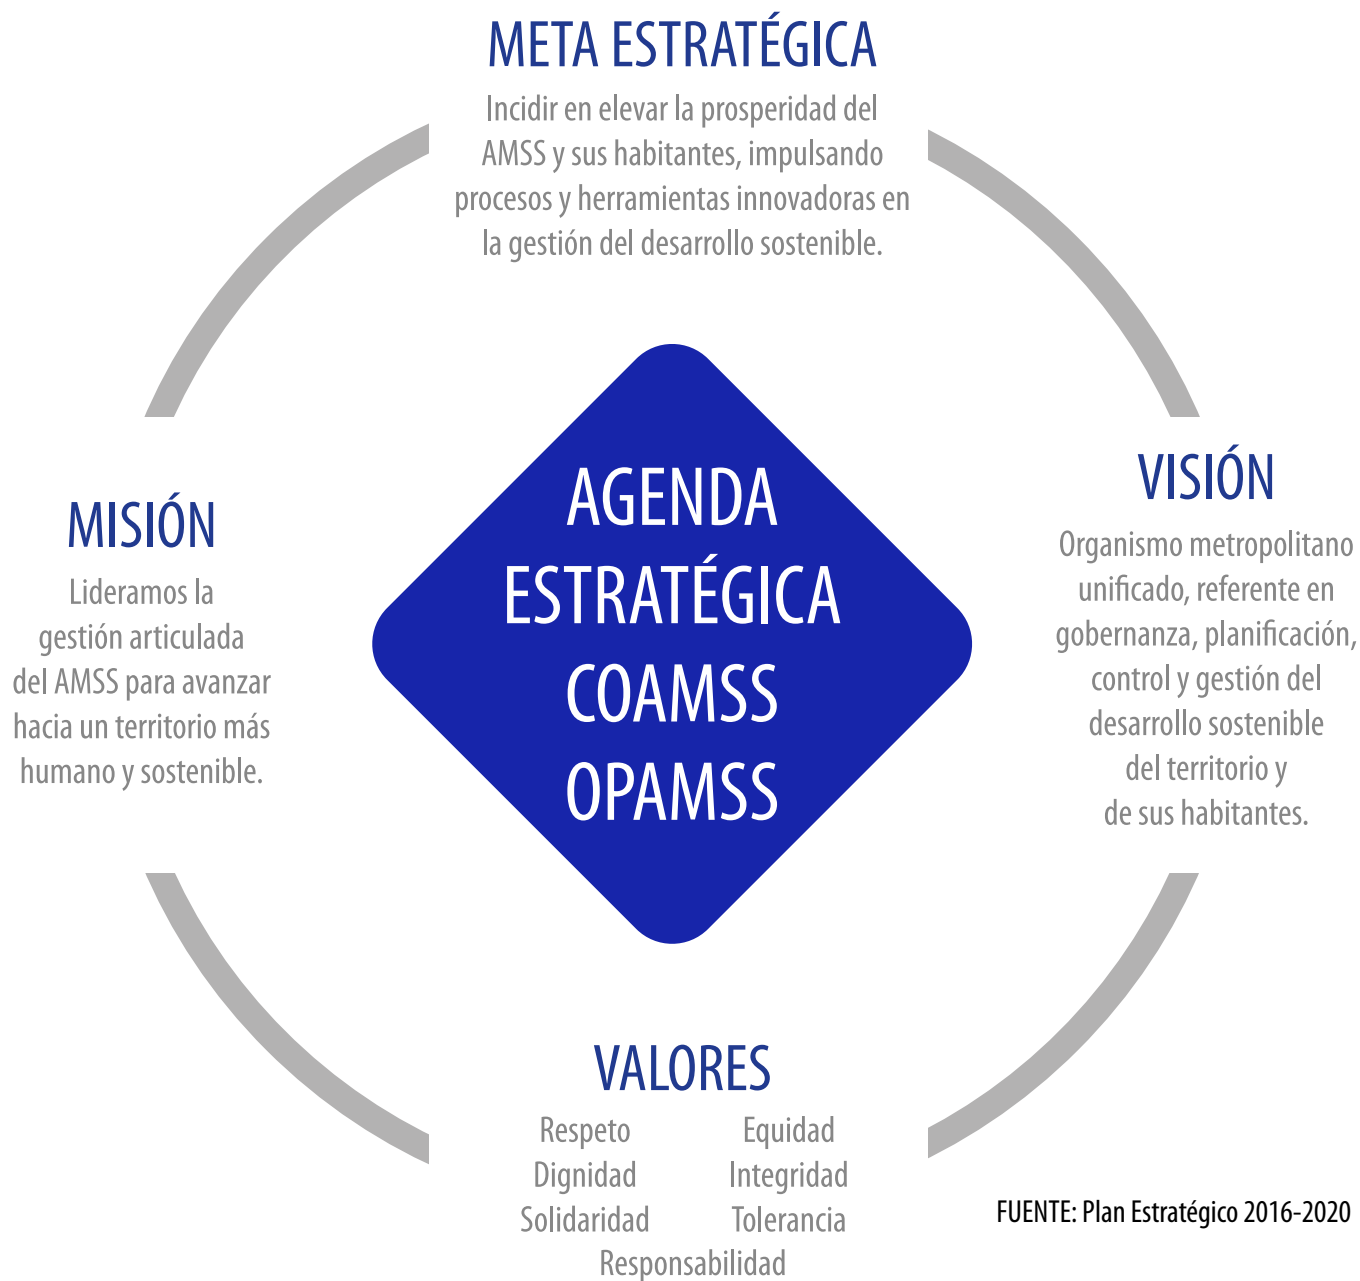 META ESTRATÉGICA
Incidir en elevar la prosperidad del
AMSS y sus habitantes, impulsando
procesos y herramientas innovadoras en
la gestión del desarrollo sostenible.
MISIÓN
Lideramos la
gestión articulada
del AMSS para avanzar
hacia un territorio más
humano y sostenible.
AGENDA
ESTRATÉGICA
COAMSS
OPAMSS
VISIÓN
Organismo metropolitano
unificado, referente en
gobernanza, planificación,
control y gestión del
desarrollo sostenible
del territorio y
de sus habitantes.
VALORES
Respeto Equidad
Dignidad Integridad
Solidaridad Tolerancia
Responsabilidad
FUENTE: Plan Estratégico 2016-2020